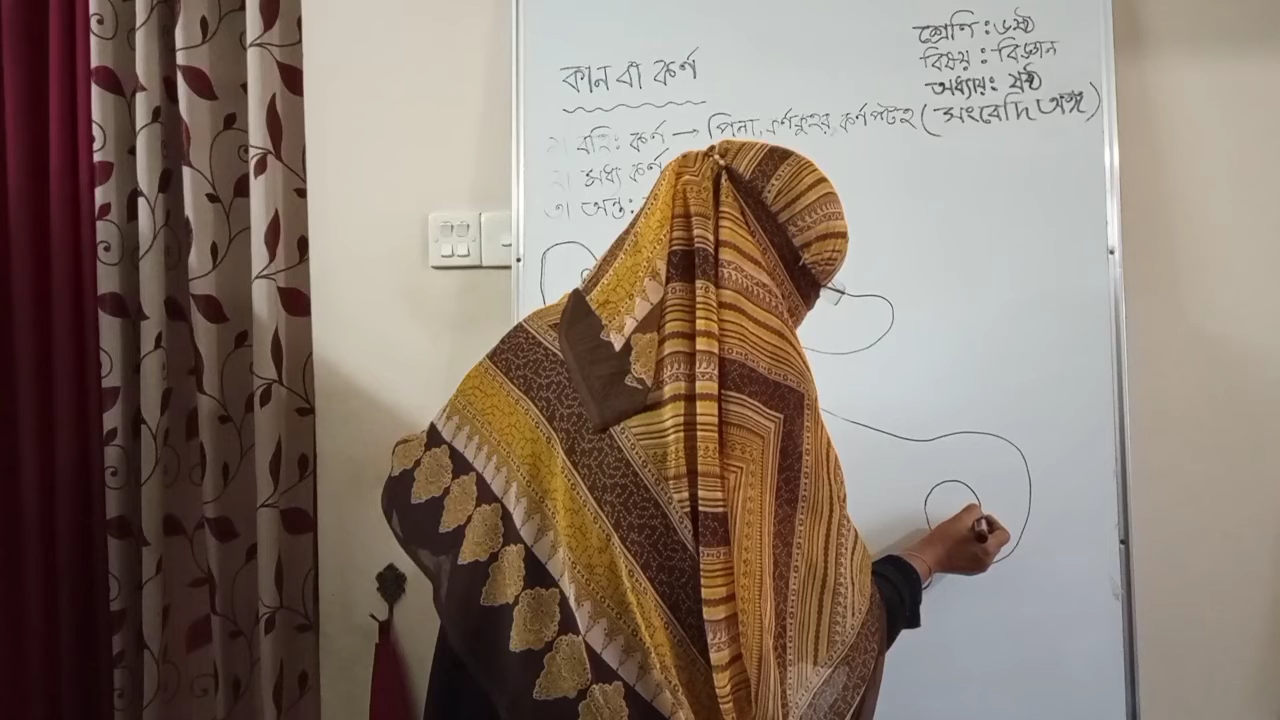 শ্রেণি : ৬ষ্ঠ
বিষয় : বিজ্ঞান
অধ্যায় : ষষ্ঠ
(সংবেদি অঙ্গ)
কান বা কর্ণ
১। বহিঃ কর্ণ → পিনা, কর্ণকুহর, কর্ণপটহ
২। মধ্য কর্ণ
৩। অন্তঃ